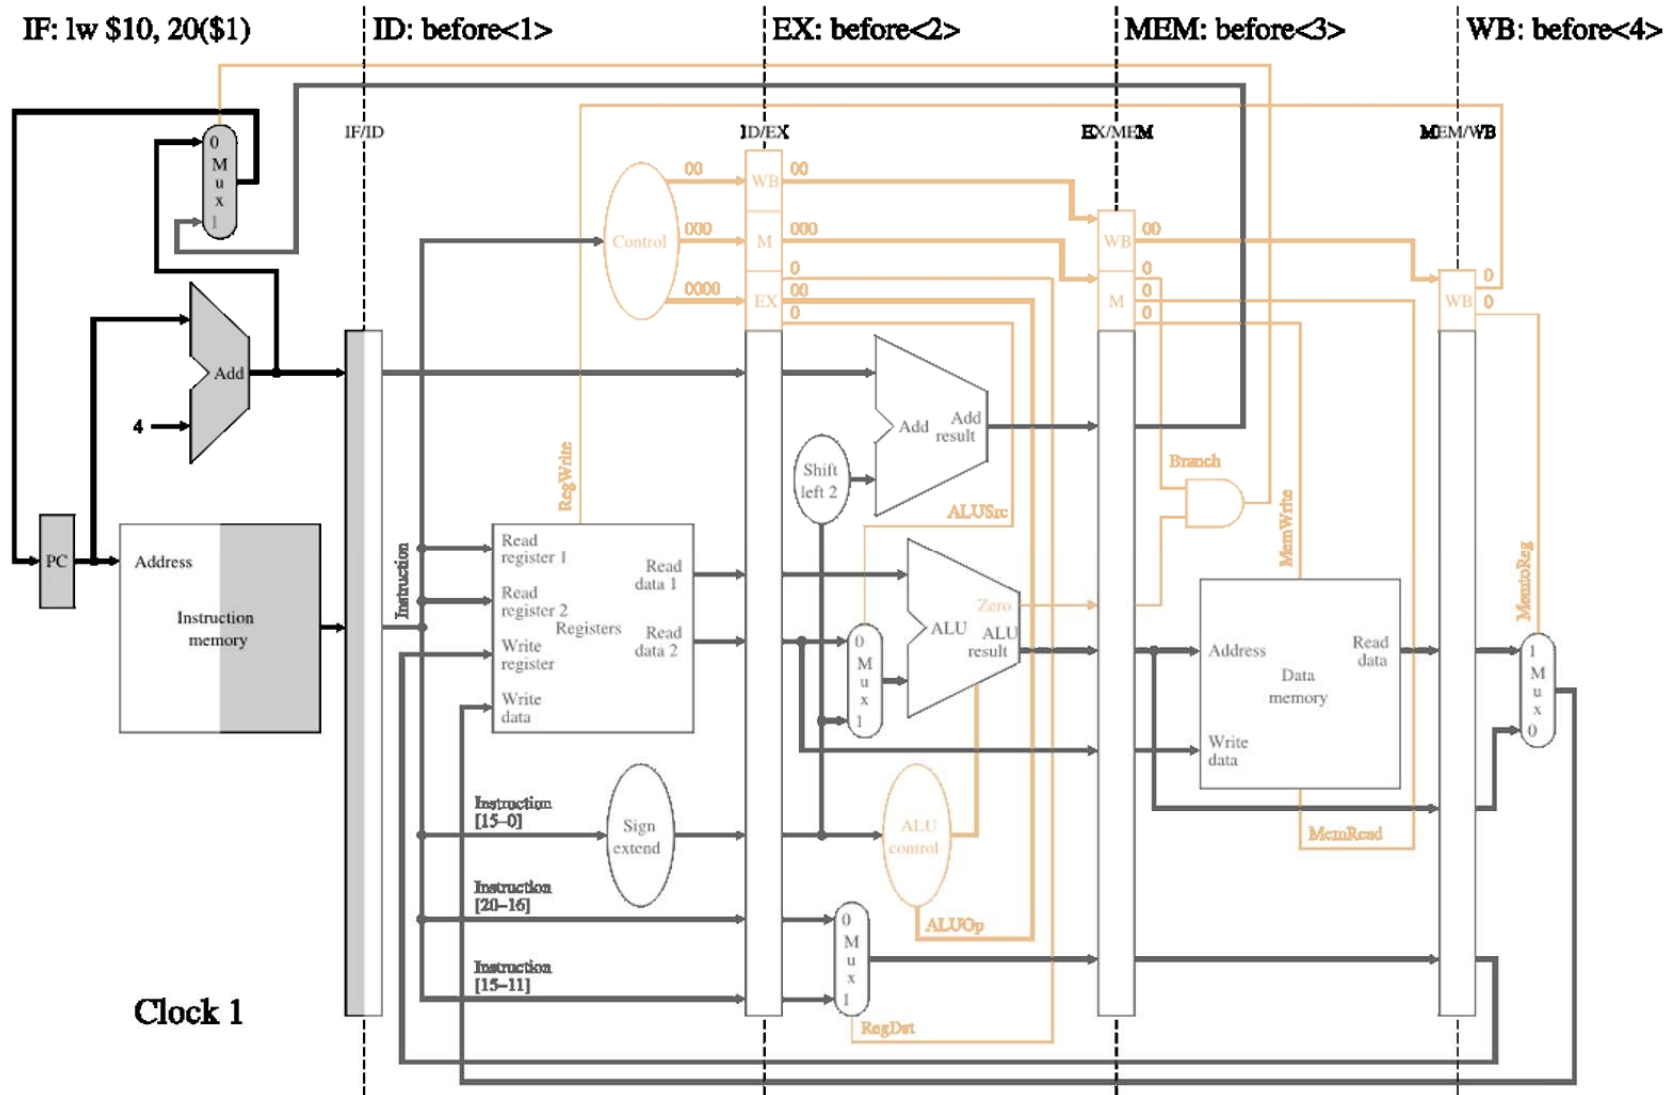 IF: lw $10, 20($1)
ID: before<1>
EX: before<2>
MEM: before<3>
WB: before<4>
IF/ID
ID/EX
EX/MEM
MEM/WB
0
M
u
x
1
Control
00
000
0000
WB
M
EX
00
000
0
00
0
WB
M
00
0
0
0
WB
0
0
Add
4
PC
Address
Instruction
memory
Instruction
RegWrite
Read
register 1
Read
register 2
Write
register
Write
data
Registers
Read
data 1
Read
data 2
Shift
left 2
Add
Add
result
ALUSrc
0
M
u
x
1
Zero
ALU
ALU
result
Branch
MemWrite
Address
Write
data
Data
memory
Read
data
MemRead
MemtoReg
1
M
u
x
0
Instruction
[15–0]
Sign
extend
ALU
control
Instruction
[20–16]
ALUOp
Instruction
[15–11]
0
M
u
x
1
RegDst
Clock 1